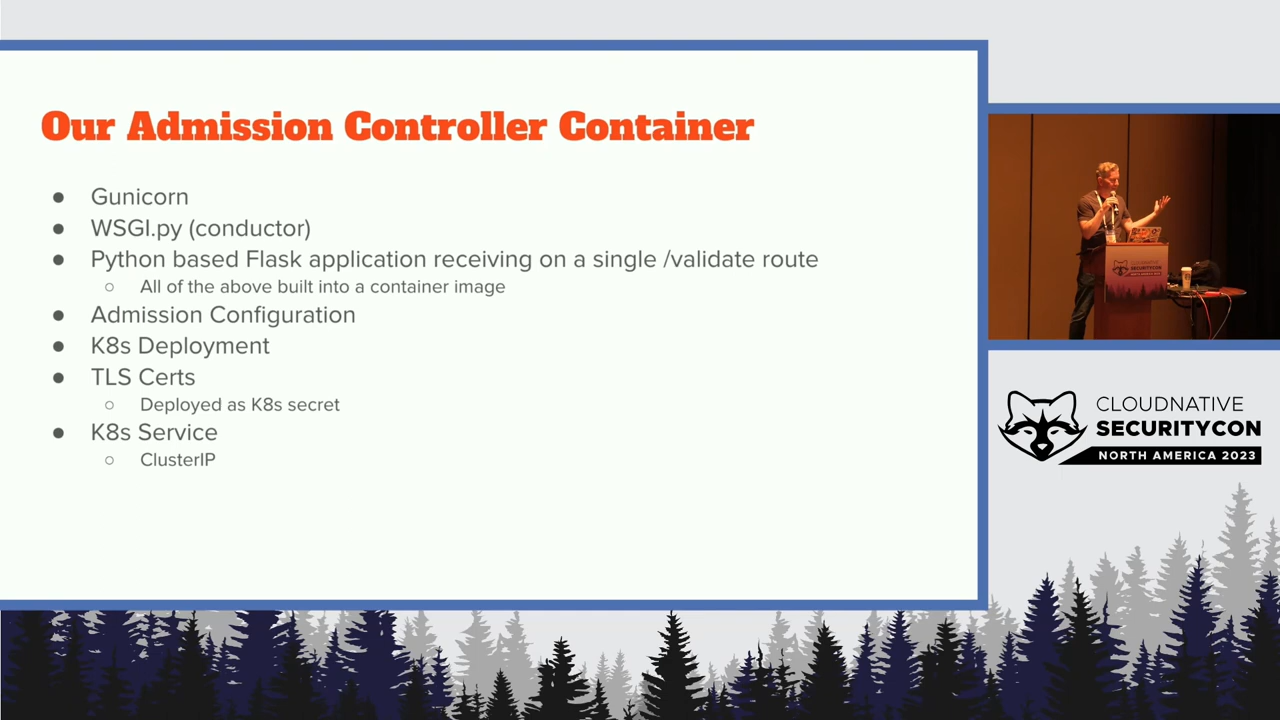 Our Admission Controller Container
● Gunicorn
● WSGI.py (conductor)
● Python based Flask application receiving on a single /validate route
○ All of the above built into a container image
● Admission Configuration
● K8s Deployment
● TLS Certs
○ Deployed as K8s secret
● K8s Service
○ ClusterIP
CLOUDNATIVE
SECURITYCON
NORTH AMERICA 2023
SECURITYCON